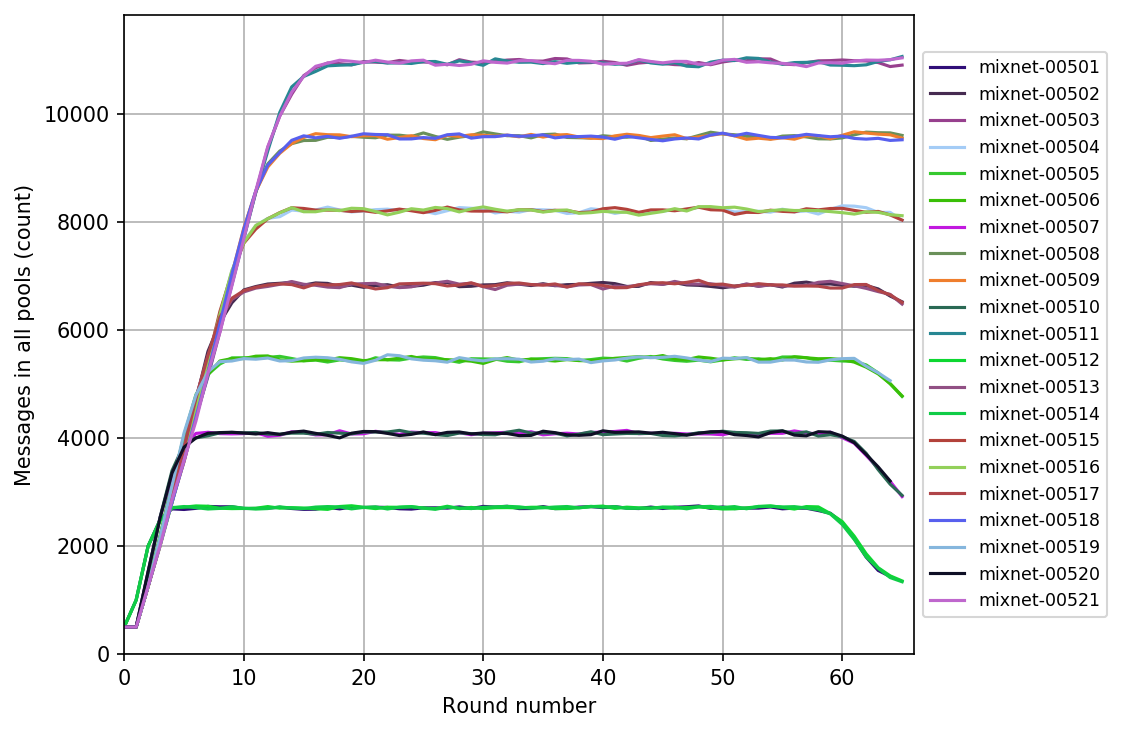 10000
8000
6000
4000
2000
0
Messages in all pools (count)
0 10 20 30 40 50 60
Round number
mixnet-00501
mixnet-00502
mixnet-00503
mixnet-00504
mixnet-00505
mixnet-00506
mixnet-00507
mixnet-00508
mixnet-00509
mixnet-00510
mixnet-00511
mixnet-00512
mixnet-00513
mixnet-00514
mixnet-00515
mixnet-00516
mixnet-00517
mixnet-00518
mixnet-00519
mixnet-00520
mixnet-00521